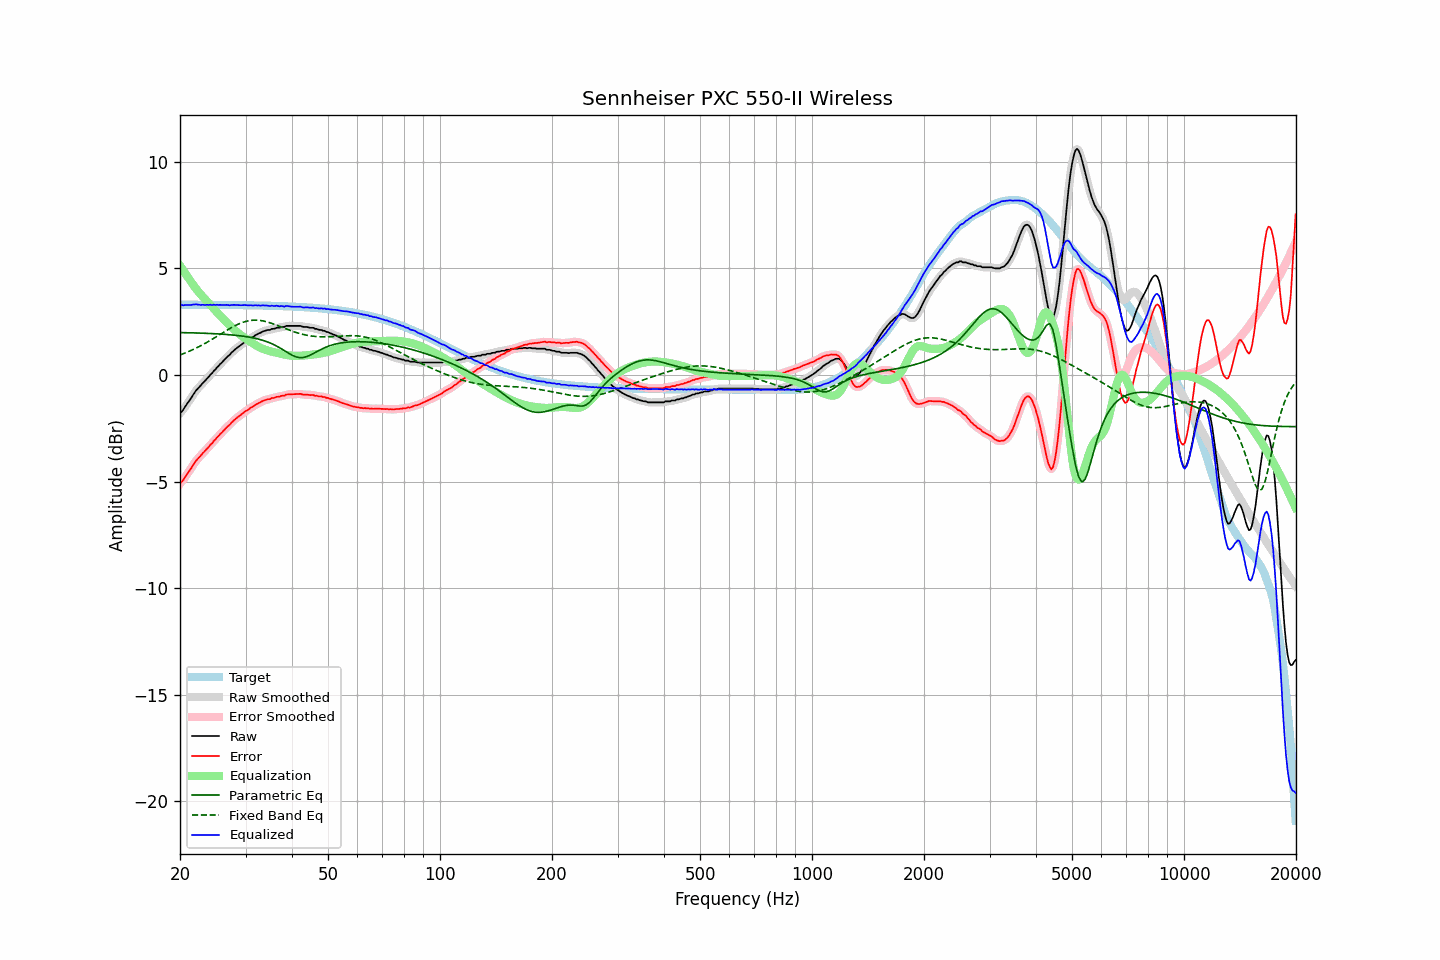 Sennheiser PXC 550-II Wireless
Amplitude (dBr)
10
5
0
−5
−10
−15
−20
Target
Raw Smoothed
Error Smoothed
Raw
Error
Equalization
Parametric Eq
Fixed Band Eq
Equalized
20
50
100
200
500
1000
2000
5000
10000
20000
Frequency (Hz)